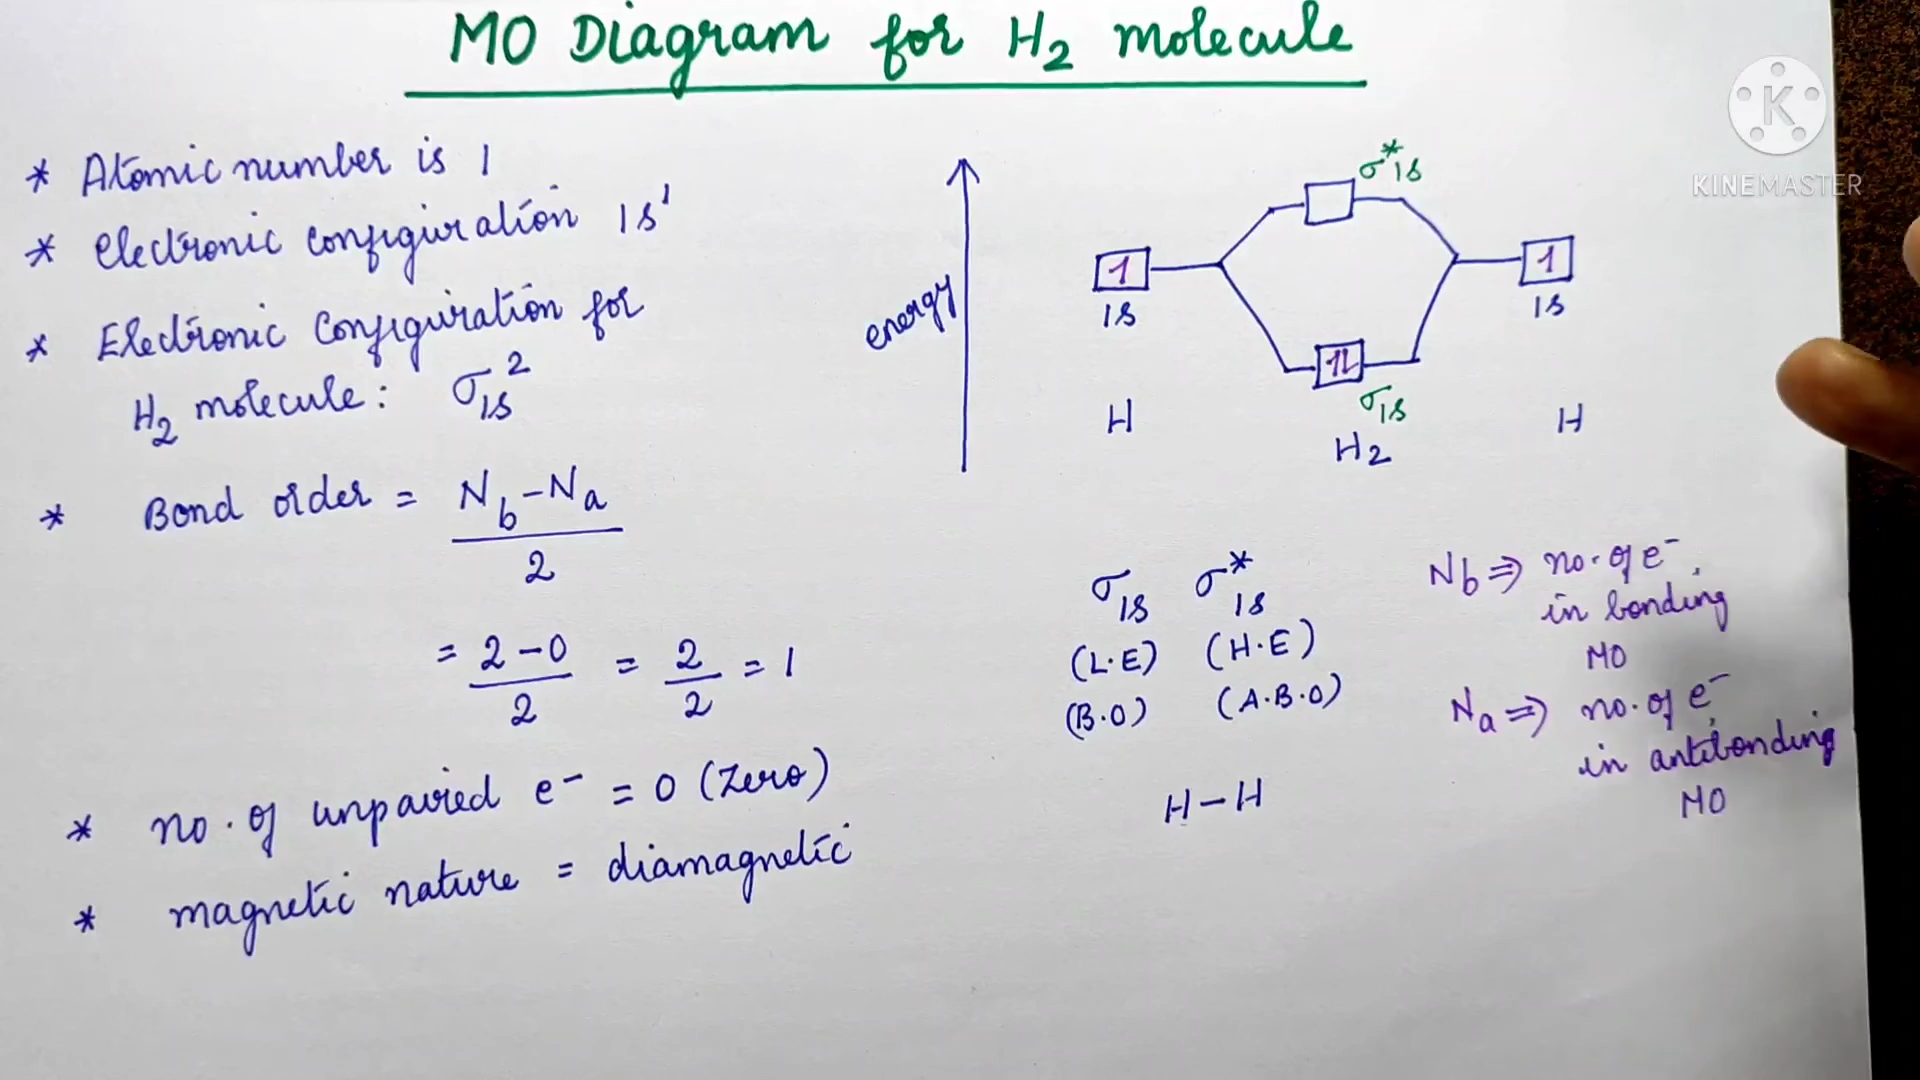 MO Diagram for H₂ molecule
K
KINEMASTER
* Atomic number is 1
* Electronic configuration 1s¹
* Electronic Configuration for
H₂ molecule: σ1s²
* Bond order = Nb - Na / 2
= 2 - 0 / 2 = 2 / 2 = 1
* no. of unpaired e⁻ = 0 (Zero)
* magnetic nature = diamagnetic
energy
σ*1s
1 1
1s 1s
1l
σ1s
H H₂ H
σ1s σ*1s
(L.E) (H.E)
(B.O) (A.B.O)
H-H
Nb ⇒ no. of e⁻
in bonding
MO
Na ⇒ no. of e⁻
in antibonding
MO